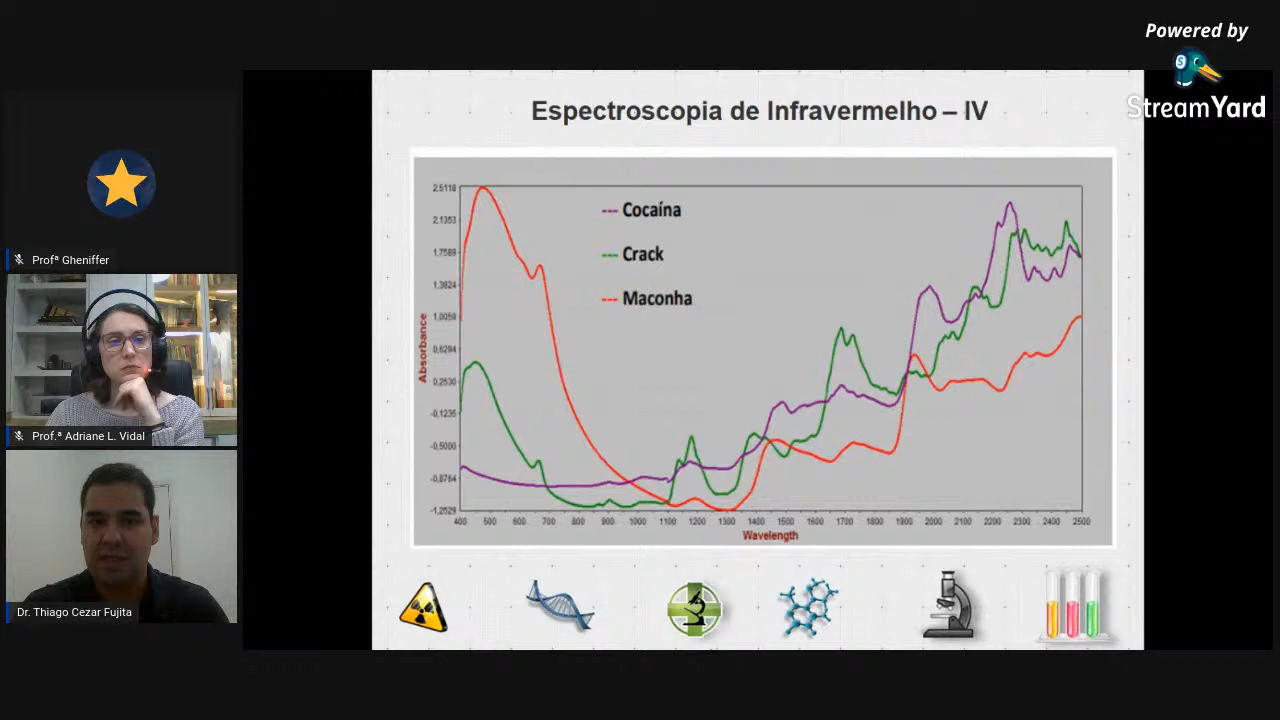 Powered by
StreamYard
Espectroscopia de Infravermelho – IV
Cocaína
Crack
Maconha
Absorbance
2.5118
2.1353
1.7589
1.3824
1.0059
0.6294
0.2530
-0.1235
-0.5000
-0.8764
-1.2529
400 500 600 700 800 900 1000 1100 1200 1300 1400 1500 1600 1700 1800 1900 2000 2100 2200 2300 2400 2500
Wavelength
Profª Gheniffer
Prof.ª Adriane L. Vidal
Dr. Thiago Cezar Fujita